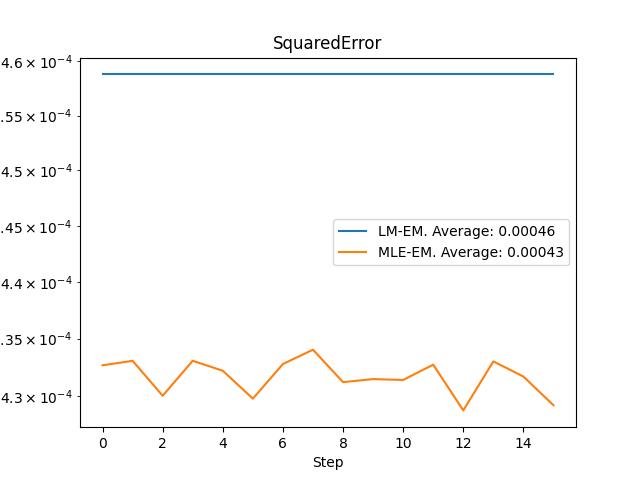 SquaredError
4.6 × 10⁻⁴
.55 × 10⁻⁴
4.5 × 10⁻⁴
.45 × 10⁻⁴
4.4 × 10⁻⁴
.35 × 10⁻⁴
4.3 × 10⁻⁴
LM-EM. Average: 0.00046
MLE-EM. Average: 0.00043
0 2 4 6 8 10 12 14
Step